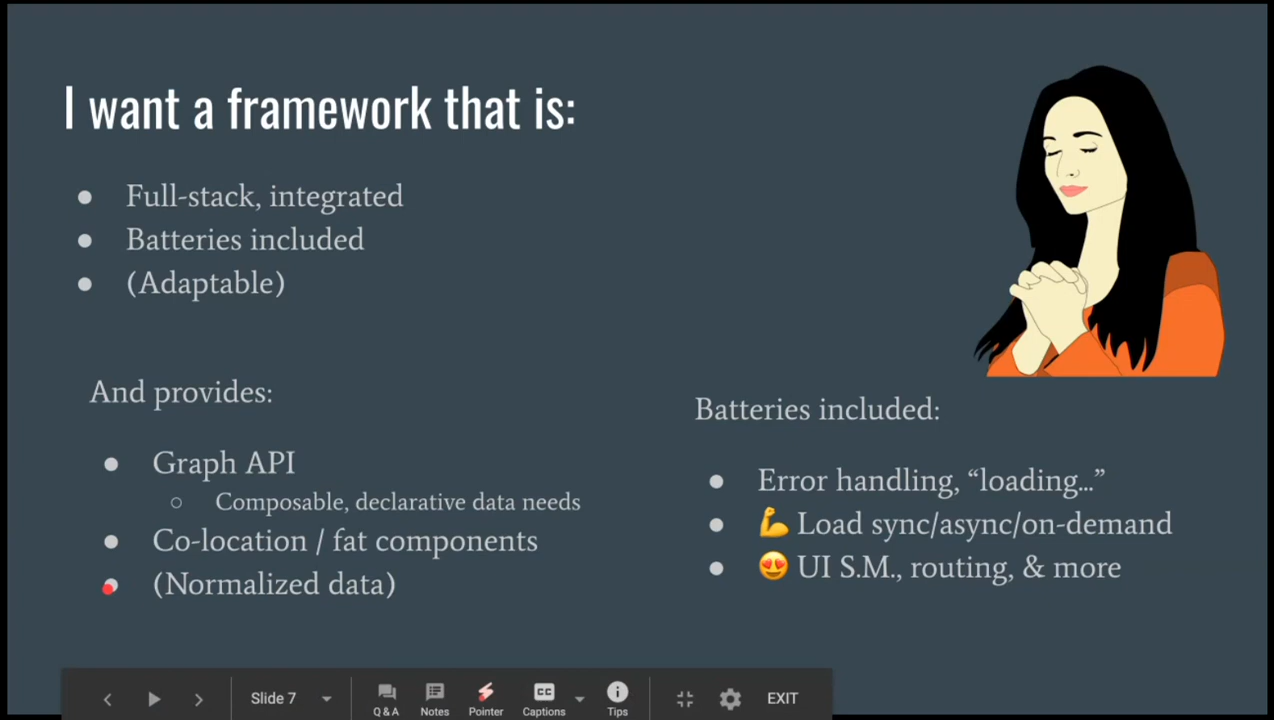 I want a framework that is:
● Full-stack, integrated
● Batteries included
● (Adaptable)
And provides:
● Graph API
○ Composable, declarative data needs
● Co-location / fat components
● (Normalized data)
Batteries included:
● Error handling, “loading…”
● 💪 Load sync/async/on-demand
● 😍 UI S.M., routing, & more
Slide 7
Q & A
Notes
Pointer
CC
Captions
Tips
EXIT